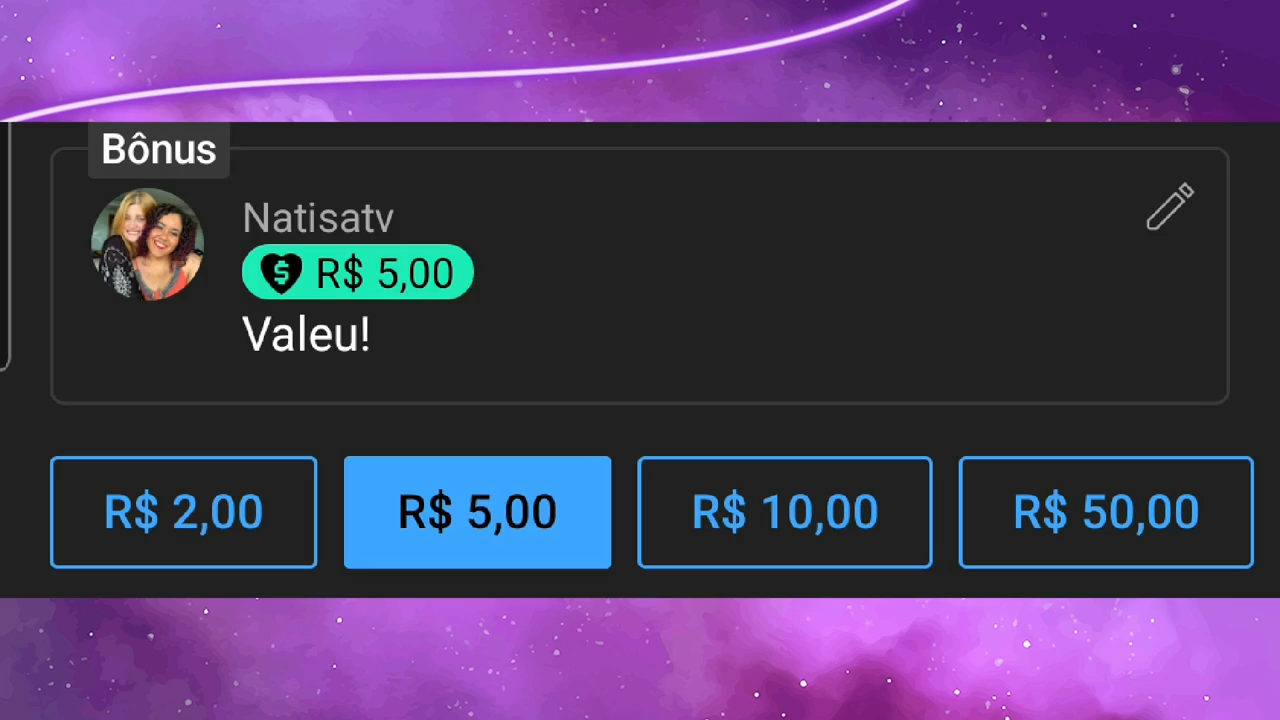 Bônus
Natisatv
R$ 5,00
Valeu!
R$ 2,00 R$ 5,00 R$ 10,00 R$ 50,00